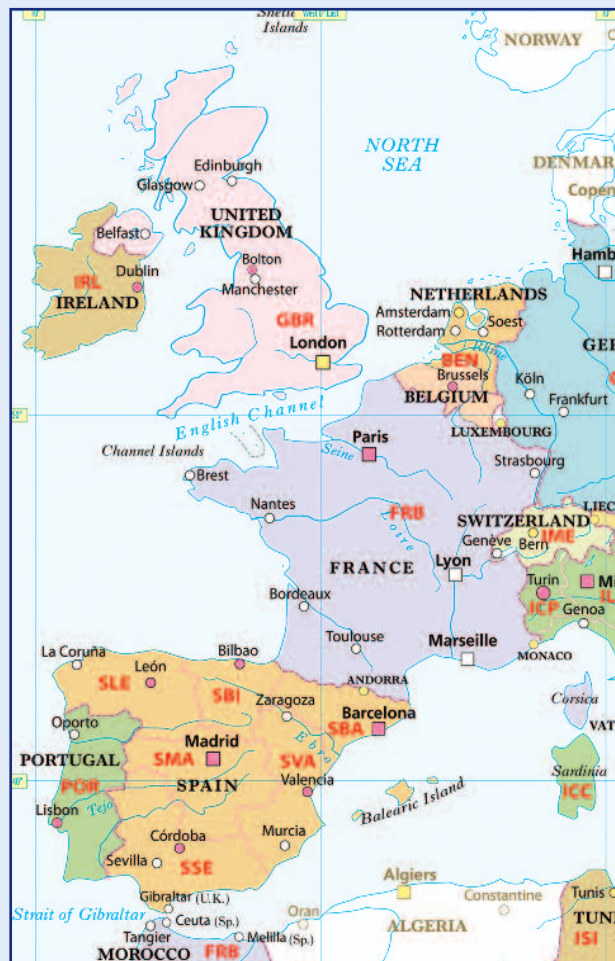 Islands
NORWAY
NORTH
SEA
DENMAR
Copen
Edinburgh
Glasgow
UNITED
KINGDOM
Belfast
Hamb
Bolton
Dublin
IRL
IRELAND
Manchester
NETHERLANDS
Amsterdam
Rotterdam
Soest
GBR
London
Rhine
GE
BEN
Brussels
BELGIUM
Köln
Frankfurt
English Channel
LUXEMBOURG
Channel Islands
Paris
Seine
Strasbourg
Brest
Nantes
FRB
Loire
SWITZERLAND
LIEC
Genève
Bern
IME
FRANCE
Lyon
Turin
Mi
ICP
IL
Genoa
Bordeaux
Toulouse
Marseille
MONACO
La Coruña
León
Bilbao
ANDORRA
SLE
SBI
Zaragoza
Corsica
Oporto
Barcelona
SBA
VAT
Ebro
PORTUGAL
Madrid
SMA
SVA
POR
SPAIN
Valencia
Balearic Island
Sardinia
ICC
Lisbon
Tejo
Córdoba
Murcia
Sevilla
SSE
Algiers
Gibraltar (U.K.)
Constantine
Tunis
Strait of Gibraltar
Ceuta (Sp.)
Oran
Tangier
Melilla (Sp.)
ALGERIA
TUN
MOROCCO
FRB
ISI